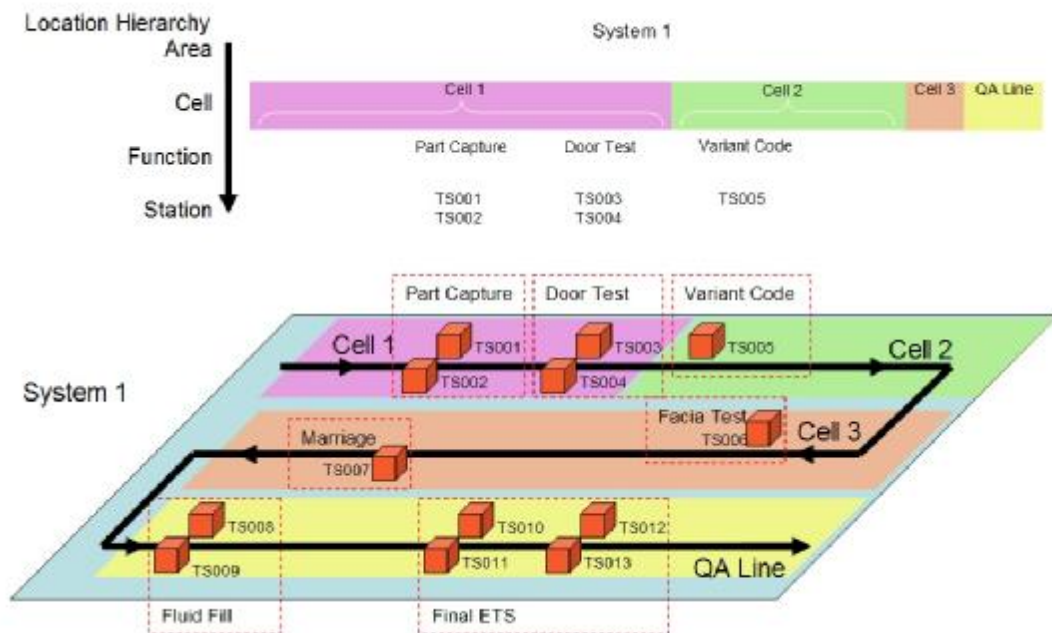 Location Hierarchy
Area
System 1
Cell
Cell 1
Cell 2
Cell 3
QA Line
Function
Part Capture
Door Test
Variant Code
Station
TS001
TS003
TS005
TS002
TS004
Part Capture
Door Test
Variant Code
Cell 1
TS001
TS003
TS005
Cell 2
TS002
TS004
System 1
Facia Test
TS006
Cell 3
Marriage
TS007
TS008
TS010
TS012
TS009
TS011
TS013
QA Line
Fluid Fill
Final ETS